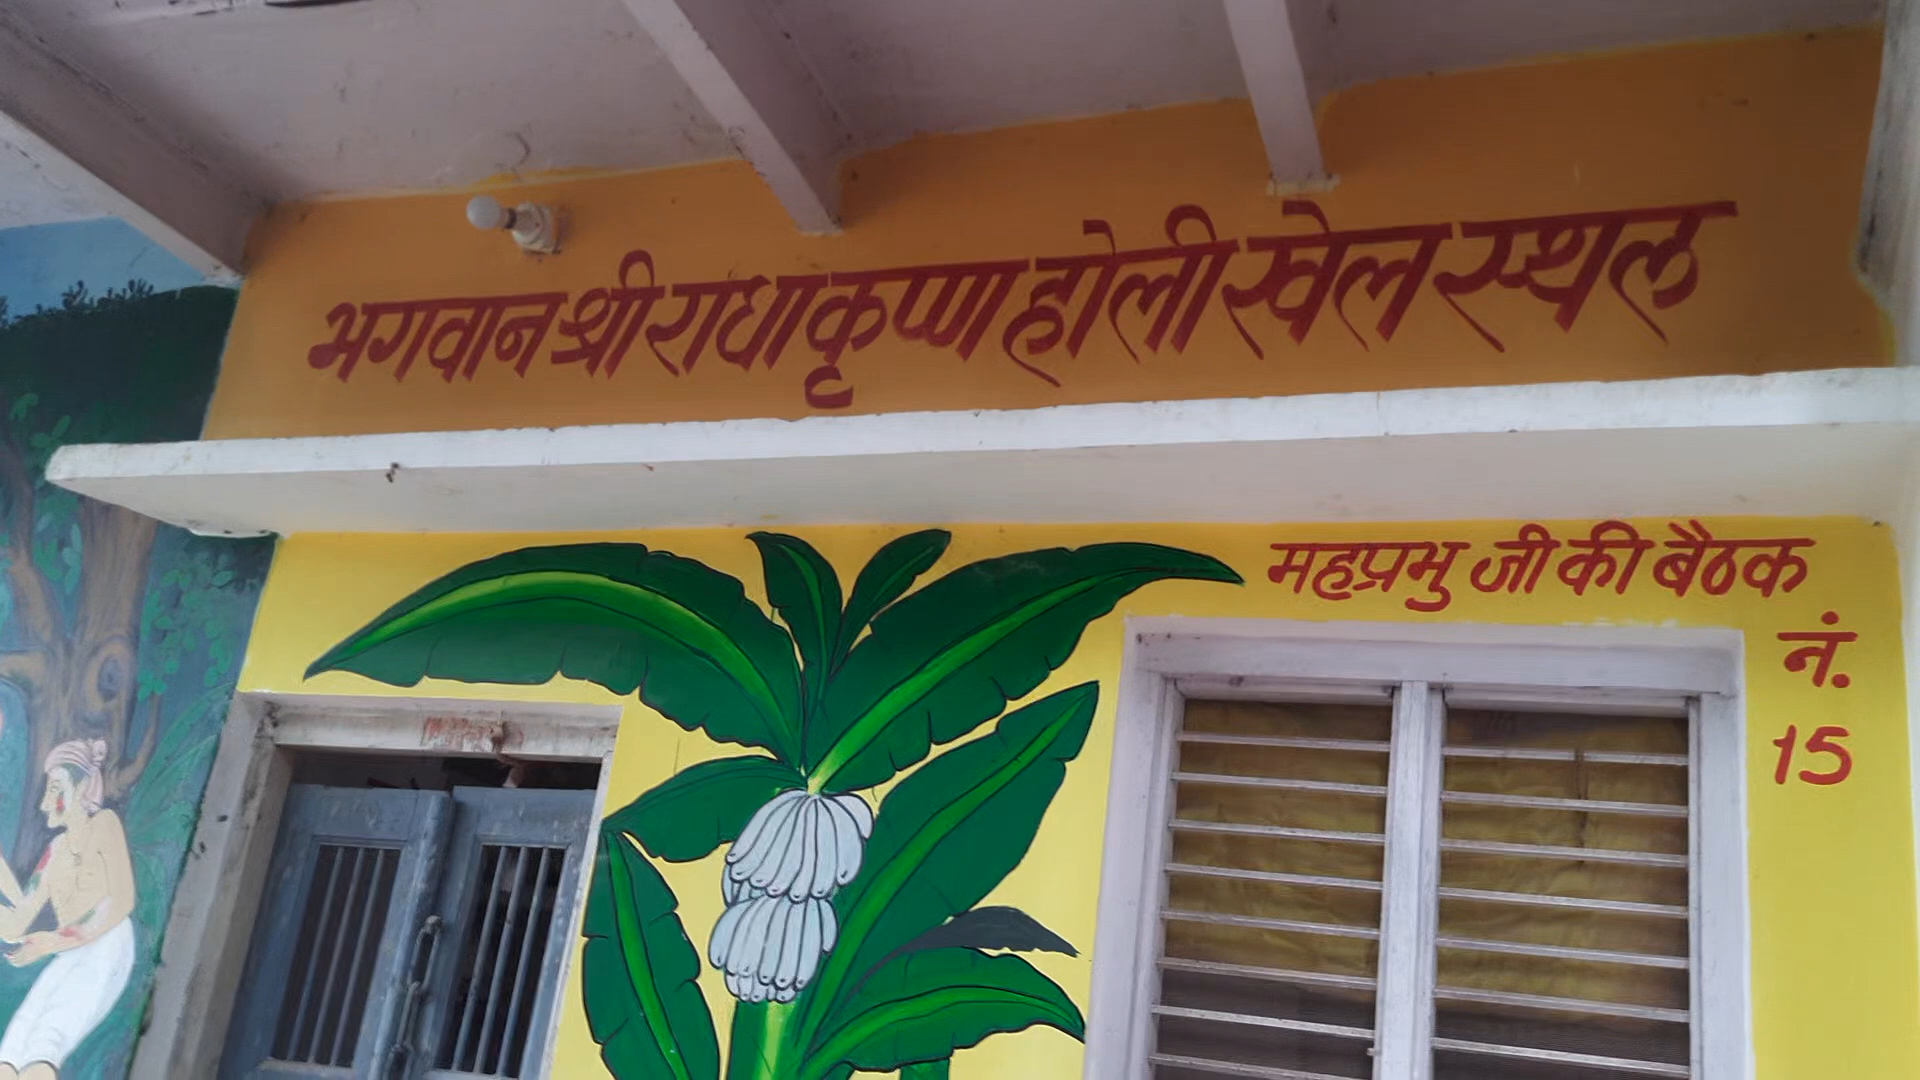 भगवान श्री राधा कृष्ण होली खेल स्थल
महप्रभु जी की बैठक
नं.
15